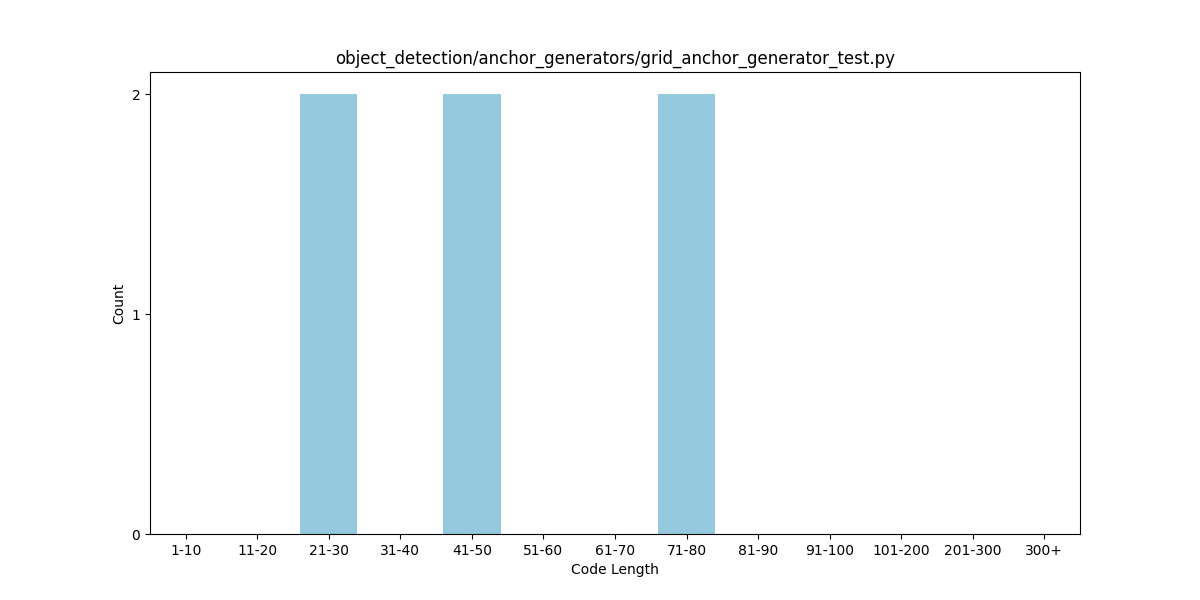 object_detection/anchor_generators/grid_anchor_generator_test.py
2
1
0
Count
1-10 11-20 21-30 31-40 41-50 51-60 61-70 71-80 81-90 91-100 101-200 201-300 300+
Code Length